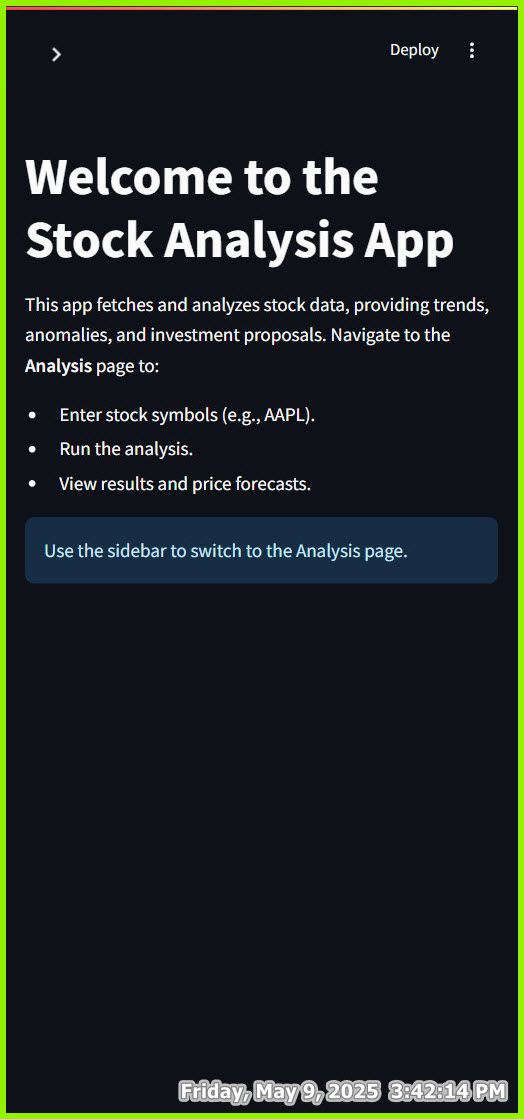 Deploy
Welcome to the
Stock Analysis App
This app fetches and analyzes stock data, providing trends,
anomalies, and investment proposals. Navigate to the
Analysis page to:
• Enter stock symbols (e.g., AAPL).
• Run the analysis.
• View results and price forecasts.
Use the sidebar to switch to the Analysis page.
Friday, May 9, 2025 3:42:14 PM